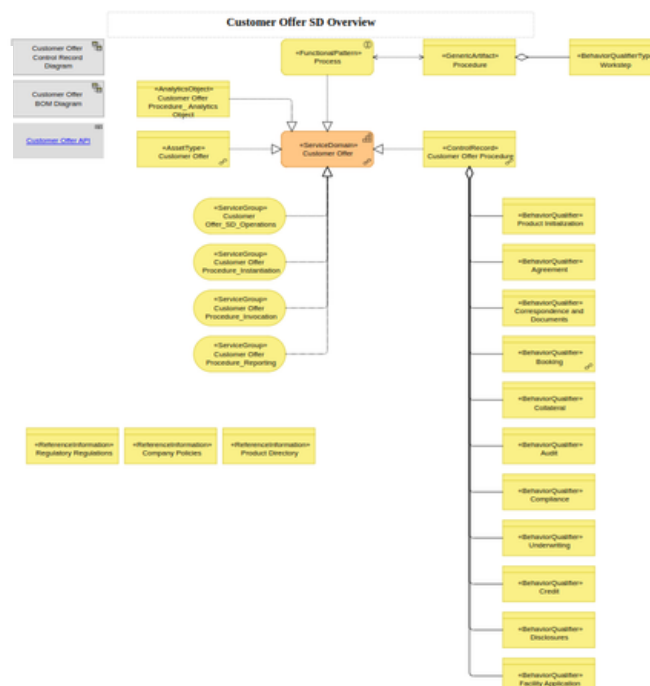 Customer Offer SD Overview
Customer Offer
Control Record
Diagram
«FunctionalPattern»
Process
«GenericArtifact»
Procedure
«BehaviorQualifierType»
Workstep
Customer Offer
BOM Diagram
«AnalyticsObject»
Customer Offer
Procedure_ Analytics
Object
Customer Offer API
«AssetType»
Customer Offer
«ServiceDomain»
Customer Offer
«ControlRecord»
Customer Offer Procedure
«ServiceGroup»
Customer
Offer_SD_Operations
«ServiceGroup»
Customer Offer
Procedure_Instantiation
«ServiceGroup»
Customer Offer
Procedure_Invocation
«ServiceGroup»
Customer Offer
Procedure_Reporting
«BehaviorQualifier»
Product Initialization
«BehaviorQualifier»
Agreement
«BehaviorQualifier»
Correspondence and
Documents
«BehaviorQualifier»
Booking
«BehaviorQualifier»
Collateral
«BehaviorQualifier»
Audit
«BehaviorQualifier»
Compliance
«BehaviorQualifier»
Underwriting
«BehaviorQualifier»
Credit
«BehaviorQualifier»
Disclosures
«BehaviorQualifier»
Facility Application
«ReferenceInformation»
Regulatory Regulations
«ReferenceInformation»
Company Policies
«ReferenceInformation»
Product Directory